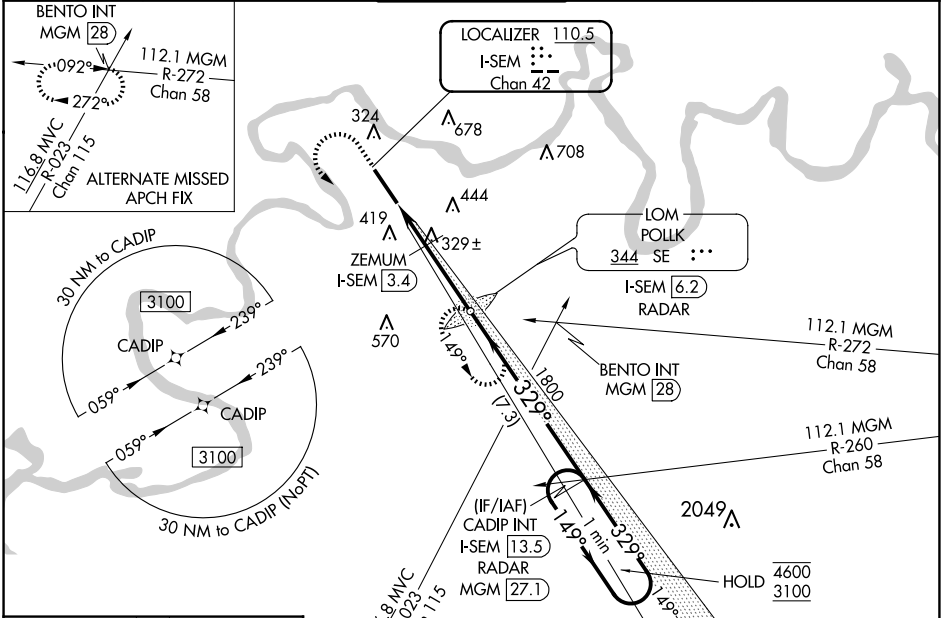 BENTO INT
MGM 28
112.1 MGM
R-272
Chan 58
092°
272°
116.8 MVC
R-023
Chan 115
ALTERNATE MISSED
APCH FIX
LOCALIZER 110.5
I-SEM
Chan 42
324
678
708
444
419
329±
ZEMUM
I-SEM 3.4
LOM
POLLK
344 SE
I-SEM 6.2
RADAR
30 NM to CADIP
3100
239°
CADIP
059°
239°
CADIP
059°
3100
30 NM to CADIP (NoPT)
570
149°
(7.3)
329°
1800
BENTO INT
MGM 28
112.1 MGM
R-272
Chan 58
112.1 MGM
R-260
Chan 58
(IF/IAF)
CADIP INT
I-SEM 13.5
RADAR
MGM 27.1
149°
1 min
329°
2049
HOLD 4600
3100
149°
.8 MVC
023
115